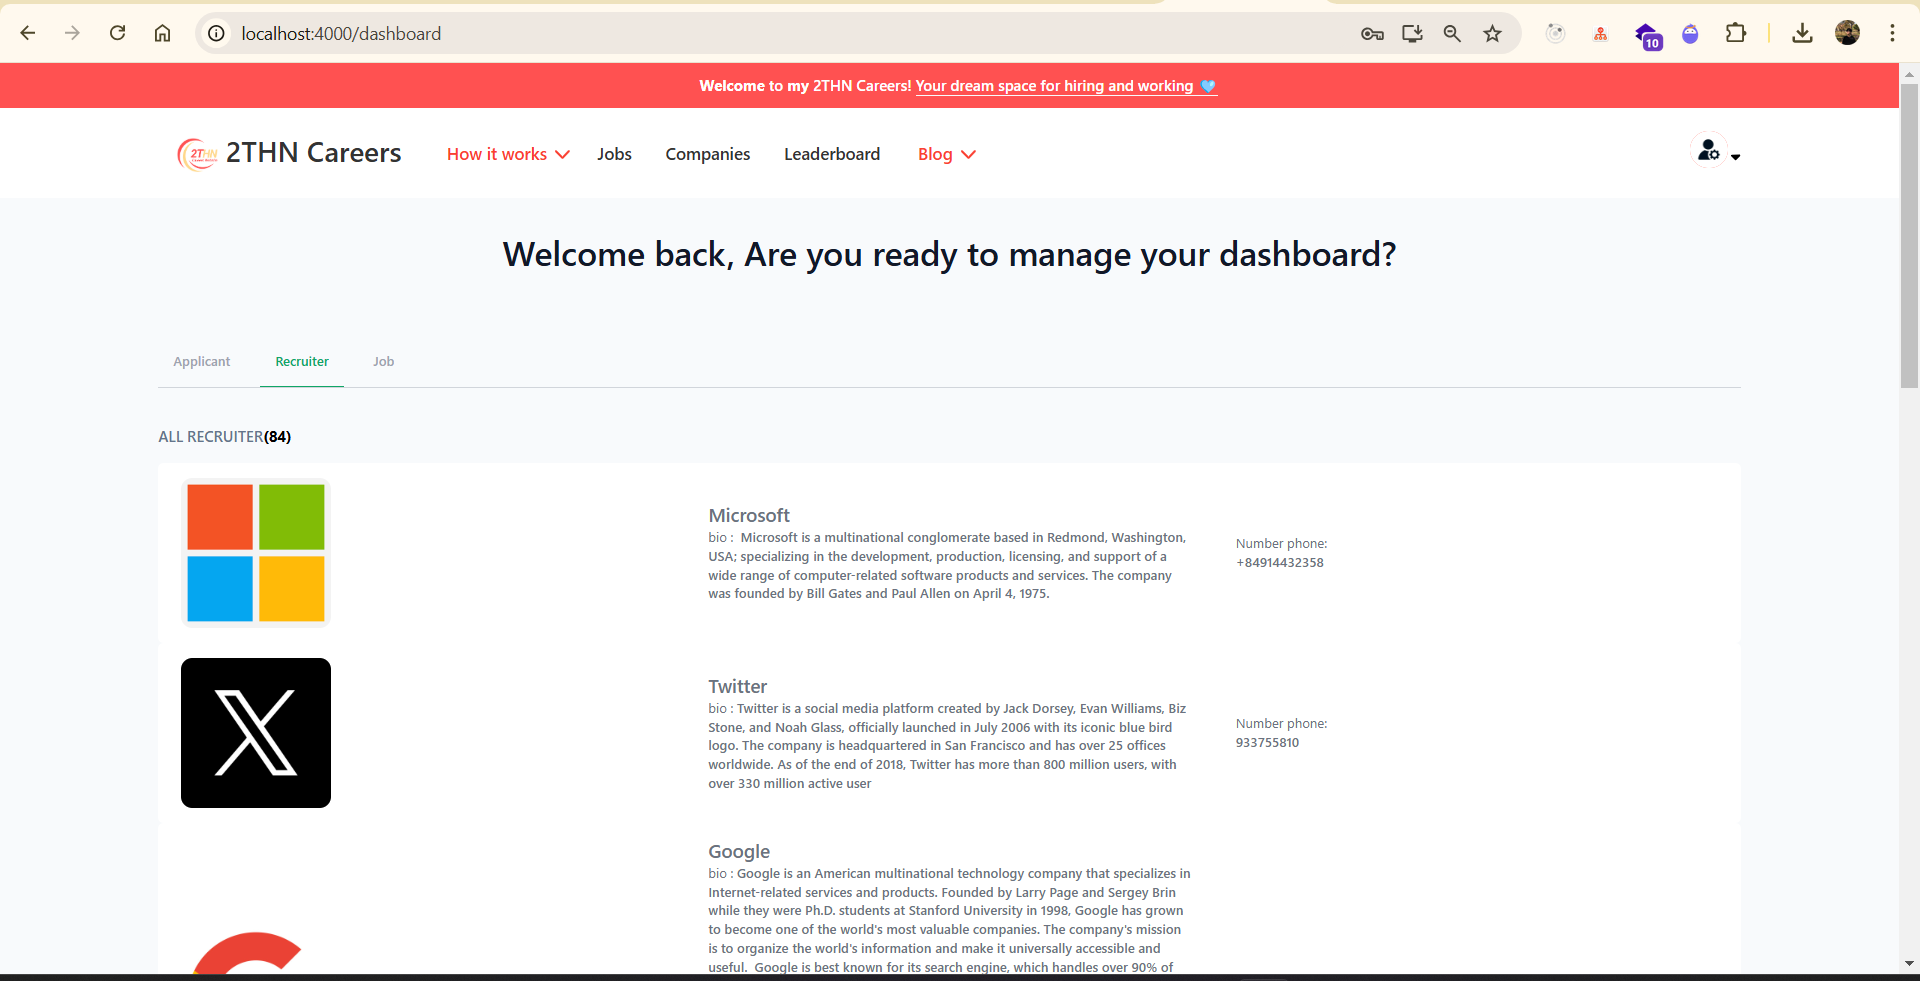 localhost:4000/dashboard
10
Welcome to my 2THN Careers! Your dream space for hiring and working
2THN
2THN Careers
How it works
Jobs
Companies
Leaderboard
Blog
Welcome back, Are you ready to manage your dashboard?
Applicant
Recruiter
Job
ALL RECRUITER(84)
Microsoft
bio :  Microsoft is a multinational conglomerate based in Redmond, Washington,
USA; specializing in the development, production, licensing, and support of a
wide range of computer-related software products and services. The company
was founded by Bill Gates and Paul Allen on April 4, 1975.
Number phone:
+84914432358
Twitter
bio : Twitter is a social media platform created by Jack Dorsey, Evan Williams, Biz
Stone, and Noah Glass, officially launched in July 2006 with its iconic blue bird
logo. The company is headquartered in San Francisco and has over 25 offices
worldwide. As of the end of 2018, Twitter has more than 800 million users, with
over 330 million active user
Number phone:
933755810
Google
bio : Google is an American multinational technology company that specializes in
Internet-related services and products. Founded by Larry Page and Sergey Brin
while they were Ph.D. students at Stanford University in 1998, Google has grown
to become one of the world's most valuable companies. The company's mission
is to organize the world's information and make it universally accessible and
useful.  Google is best known for its search engine, which handles over 90% of